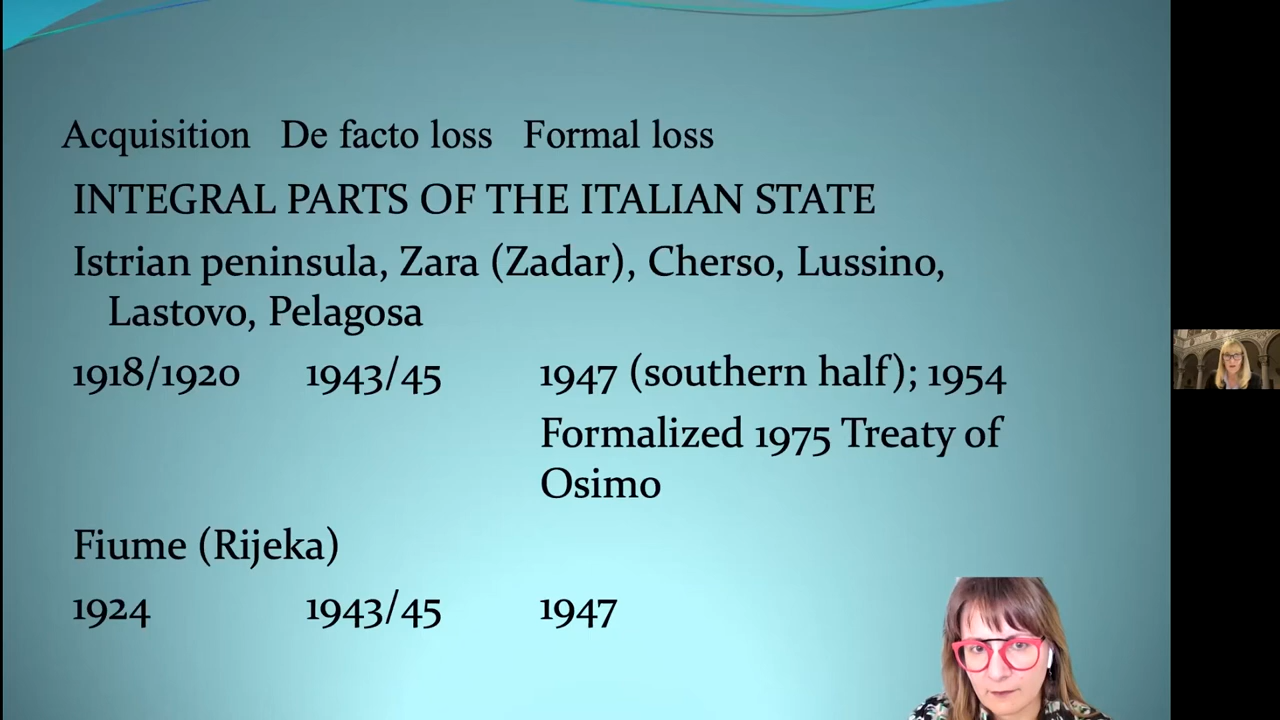 Acquisition De facto loss Formal loss
INTEGRAL PARTS OF THE ITALIAN STATE
Istrian peninsula, Zara (Zadar), Cherso, Lussino,
Lastovo, Pelagosa
1918/1920 1943/45 1947 (southern half); 1954
Formalized 1975 Treaty of
Osimo
Fiume (Rijeka)
1924 1943/45 1947